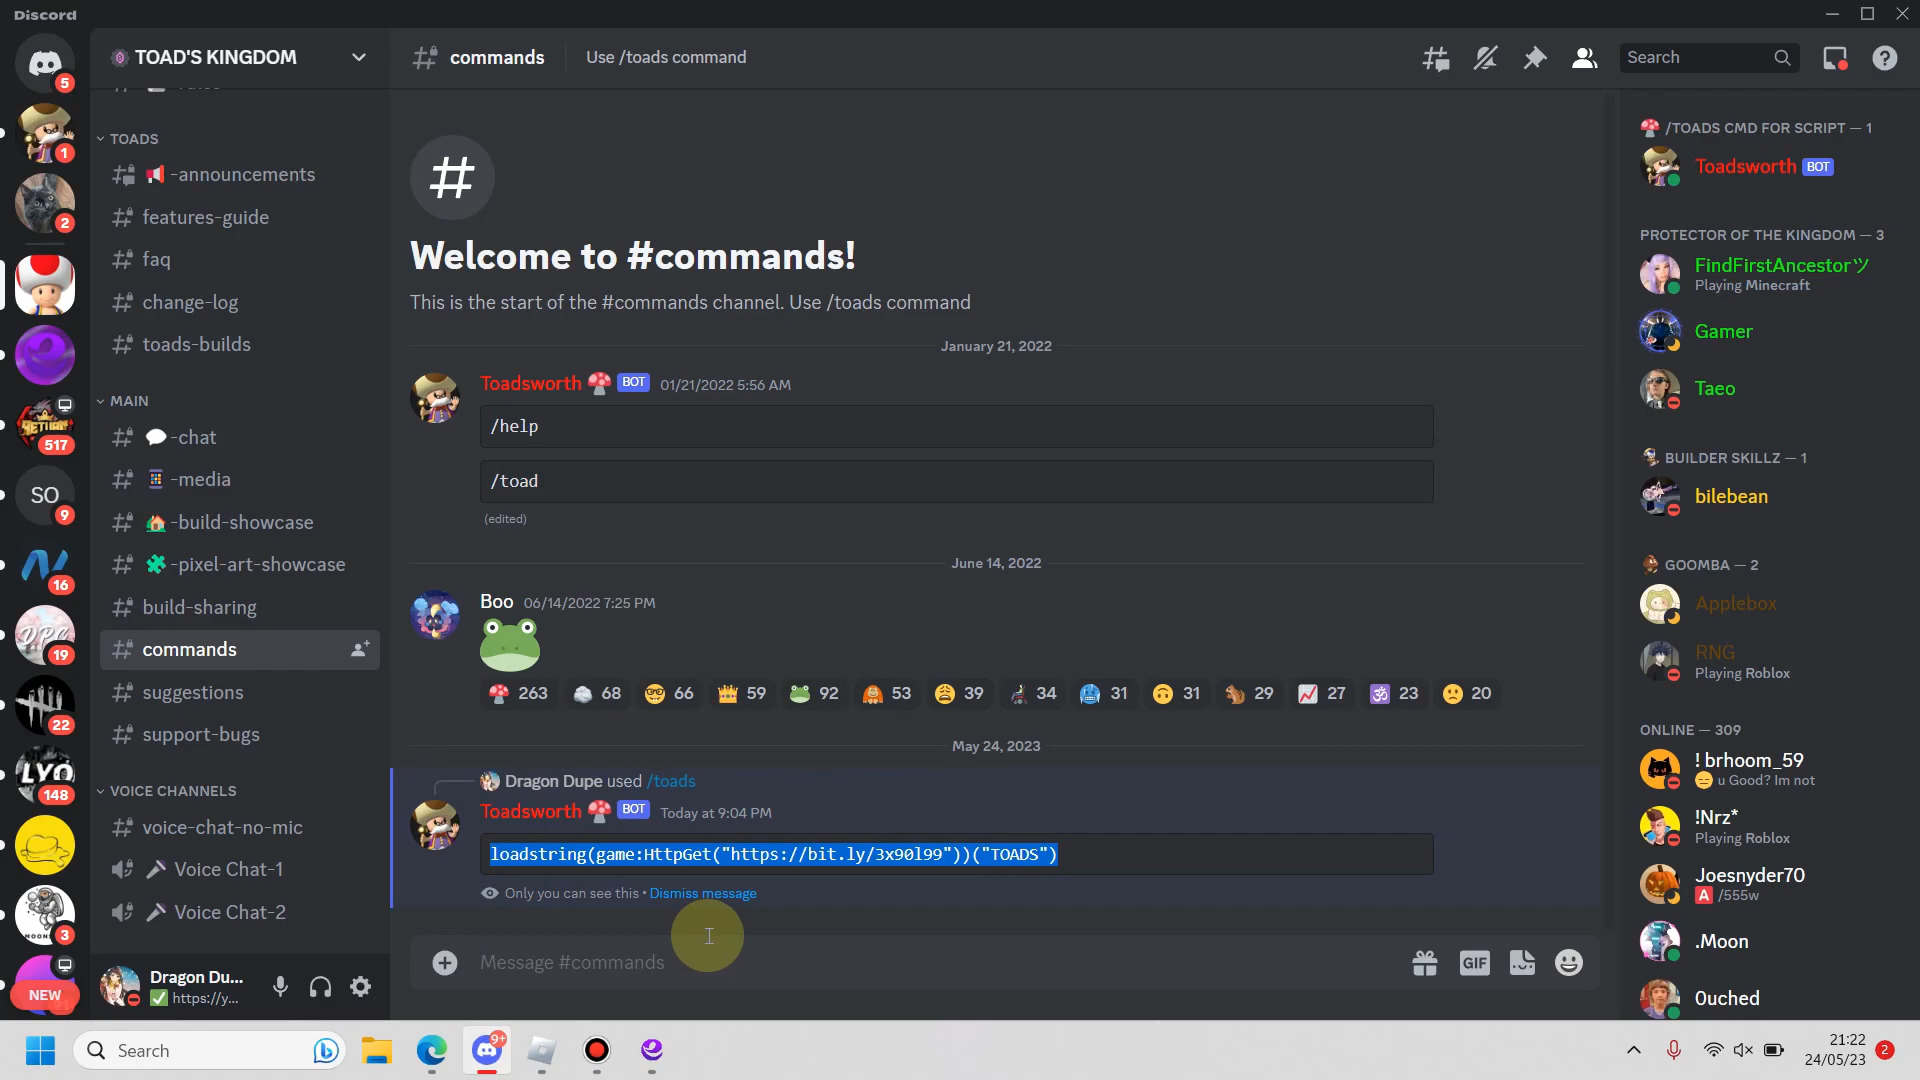 Discord
TOAD'S KINGDOM
commands
Use /toads command
Search
5
1
2
517
SO
9
16
DPC
19
22
LYO
148
MOON
3
NEW
TOADS
-announcements
features-guide
faq
change-log
toads-builds
MAIN
-chat
-media
-build-showcase
-pixel-art-showcase
build-sharing
commands
suggestions
support-bugs
VOICE CHANNELS
voice-chat-no-mic
Voice Chat-1
Voice Chat-2
Dragon Du...
https://y...
Welcome to #commands!
This is the start of the #commands channel. Use /toads command
January 21, 2022
Toadsworth BOT 01/21/2022 5:56 AM
/help
/toad
(edited)
June 14, 2022
Boo 06/14/2022 7:25 PM
263 68 66 59 92 53 39 34 31 31 29 27 23 20
May 24, 2023
Dragon Dupe used /toads
Toadsworth BOT Today at 9:04 PM
loadstring(game:HttpGet("https://bit.ly/3x90l99"))("TOADS")
Only you can see this • Dismiss message
Message #commands
GIF
/TOADS CMD FOR SCRIPT — 1
Toadsworth BOT
PROTECTOR OF THE KINGDOM — 3
FindFirstAncestorツ
Playing Minecraft
Gamer
Taeo
BUILDER SKILLZ — 1
bilebean
GOOMBA — 2
Applebox
RNG
Playing Roblox
ONLINE — 309
! brhoom_59
u Good? Im not
!Nrz*
Playing Roblox
Joesnyder70
A /555w
.Moon
0uched
Search
9+
21:22
24/05/23
2